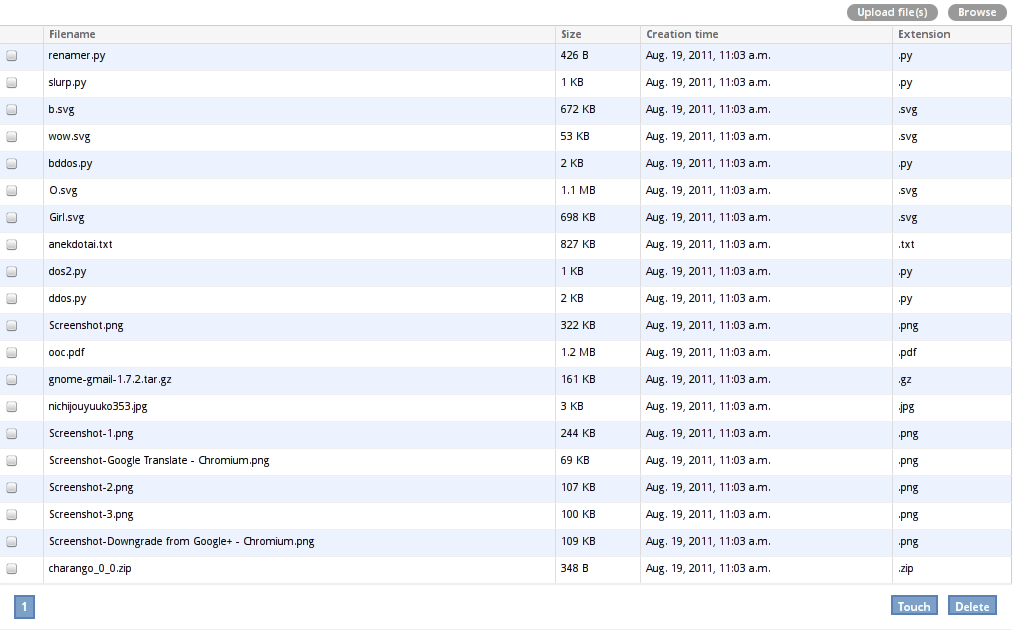 Upload file(s) Browse
Filename Size Creation time Extension
renamer.py 426 B Aug. 19, 2011, 11:03 a.m. .py
slurp.py 1 KB Aug. 19, 2011, 11:03 a.m. .py
b.svg 672 KB Aug. 19, 2011, 11:03 a.m. .svg
wow.svg 53 KB Aug. 19, 2011, 11:03 a.m. .svg
bddos.py 2 KB Aug. 19, 2011, 11:03 a.m. .py
O.svg 1.1 MB Aug. 19, 2011, 11:03 a.m. .svg
Girl.svg 698 KB Aug. 19, 2011, 11:03 a.m. .svg
anekdotai.txt 827 KB Aug. 19, 2011, 11:03 a.m. .txt
dos2.py 1 KB Aug. 19, 2011, 11:03 a.m. .py
ddos.py 2 KB Aug. 19, 2011, 11:03 a.m. .py
Screenshot.png 322 KB Aug. 19, 2011, 11:03 a.m. .png
ooc.pdf 1.2 MB Aug. 19, 2011, 11:03 a.m. .pdf
gnome-gmail-1.7.2.tar.gz 161 KB Aug. 19, 2011, 11:03 a.m. .gz
nichijouyuuko353.jpg 3 KB Aug. 19, 2011, 11:03 a.m. .jpg
Screenshot-1.png 244 KB Aug. 19, 2011, 11:03 a.m. .png
Screenshot-Google Translate - Chromium.png 69 KB Aug. 19, 2011, 11:03 a.m. .png
Screenshot-2.png 107 KB Aug. 19, 2011, 11:03 a.m. .png
Screenshot-3.png 100 KB Aug. 19, 2011, 11:03 a.m. .png
Screenshot-Downgrade from Google+ - Chromium.png 109 KB Aug. 19, 2011, 11:03 a.m. .png
charango_0_0.zip 348 B Aug. 19, 2011, 11:03 a.m. .zip
1 Touch Delete